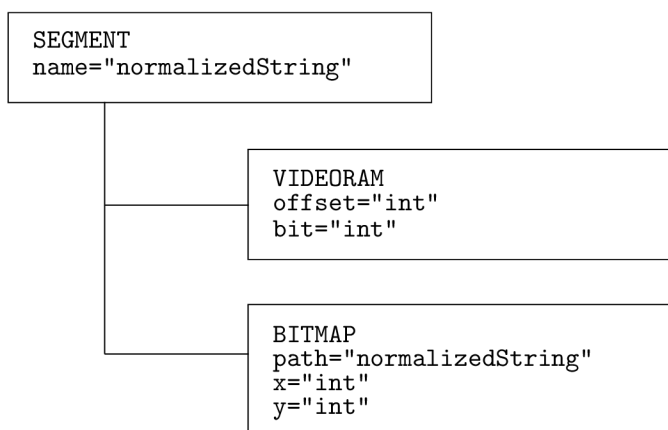 SEGMENT
name="normalizedString"
VIDEORAM
offset="int"
bit="int"
BITMAP
path="normalizedString"
x="int"
y="int"